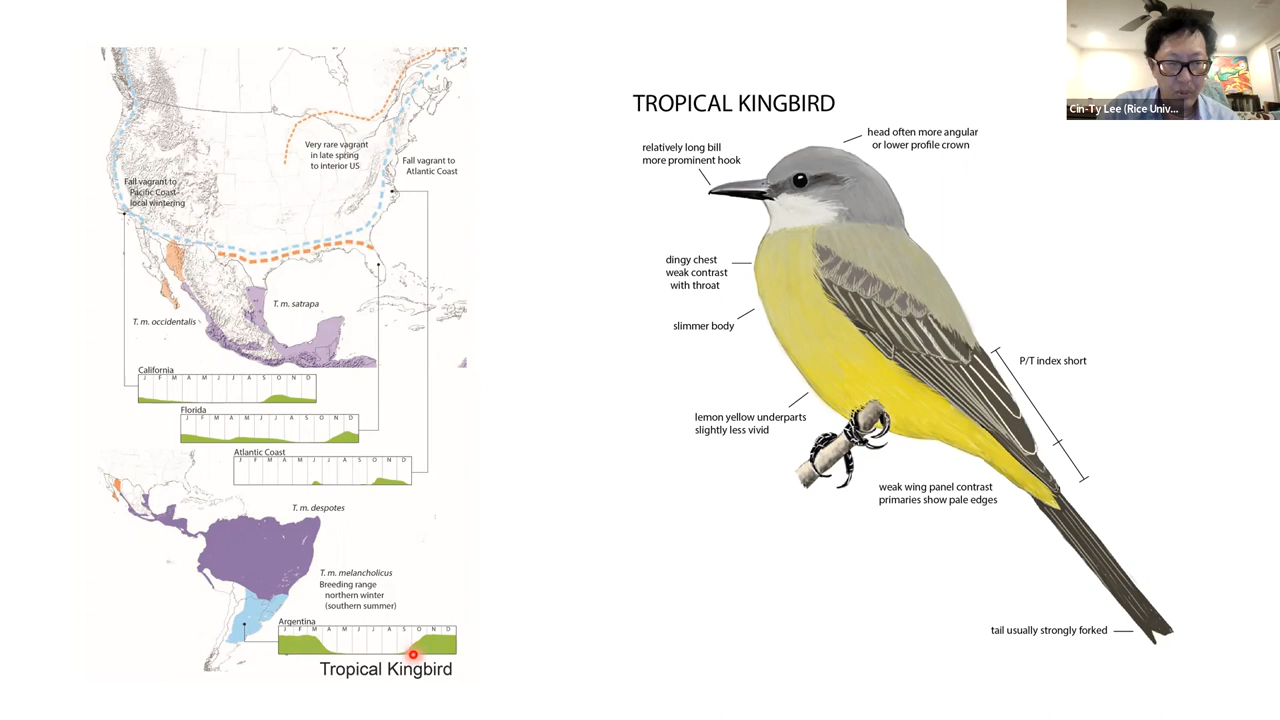 Very rare vagrant
in late spring
to interior US
Fall vagrant to
Atlantic Coast
Fall vagrant to
Pacific Coast-
local wintering
T. m. satrapa
T. m. occidentalis
California
J F M A M J J A S O N D
Florida
J F M A M J J A S O N D
Atlantic Coast
J F M A M J J A S O N D
T. m. despotes
T. m. melancholicus
Breeding range
northern winter
(southern summer)
Argentina
J F M A M J J A S O N D
Tropical Kingbird
TROPICAL KINGBIRD
head often more angular
or lower profile crown
relatively long bill
more prominent hook
dingy chest
weak contrast
with throat
slimmer body
P/T index short
lemon yellow underparts
slightly less vivid
weak wing panel contrast
primaries show pale edges
tail usually strongly forked
Cin-Ty Lee (Rice Univ...